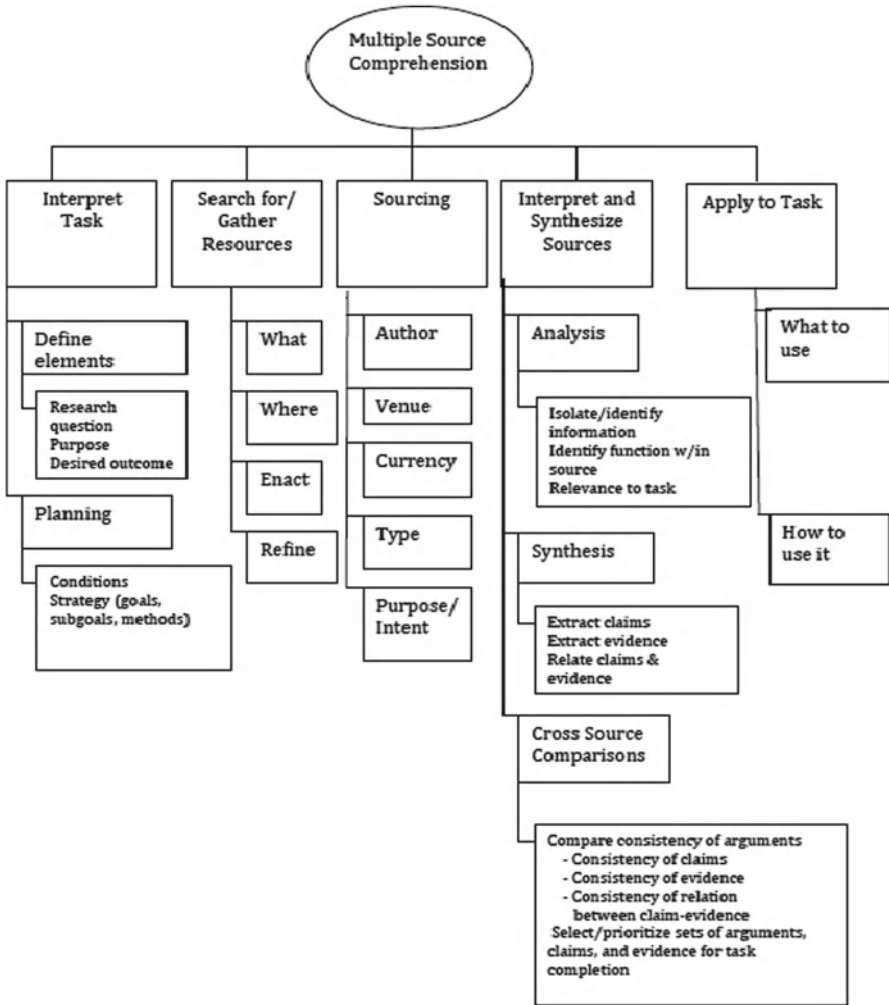 Multiple Source
Comprehension
Interpret
Task
Define
elements
Research
question
Purpose
Desired outcome
Planning
Conditions
Strategy (goals,
subgoals, methods)
Search for/
Gather
Resources
What
Where
Enact
Refine
Sourcing
Author
Venue
Currency
Type
Purpose/
Intent
Interpret and
Synthesize
Sources
Analysis
Isolate/identify
information
Identify function w/in
source
Relevance to task
Synthesis
Extract claims
Extract evidence
Relate claims &
evidence
Cross Source
Comparisons
Compare consistency of arguments
- Consistency of claims
- Consistency of evidence
- Consistency of relation
between claim-evidence
Select/prioritize sets of arguments,
claims, and evidence for task
completion
Apply to Task
What to
use
How to
use it